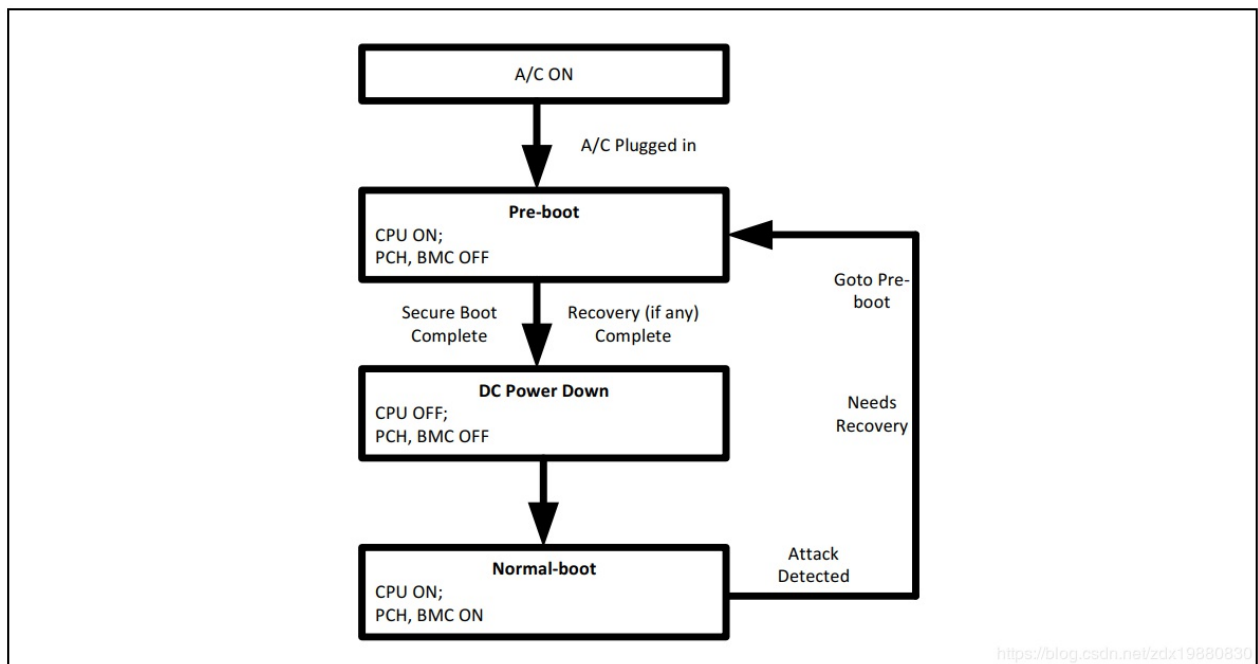 A/C ON
A/C Plugged in
Pre-boot
CPU ON;
PCH, BMC OFF
Secure Boot
Complete
Recovery (if any)
Complete
Goto Pre-
boot
DC Power Down
CPU OFF;
PCH, BMC OFF
Needs
Recovery
Normal-boot
CPU ON;
PCH, BMC ON
Attack
Detected
https://blog.csdn.net/zdx19880830